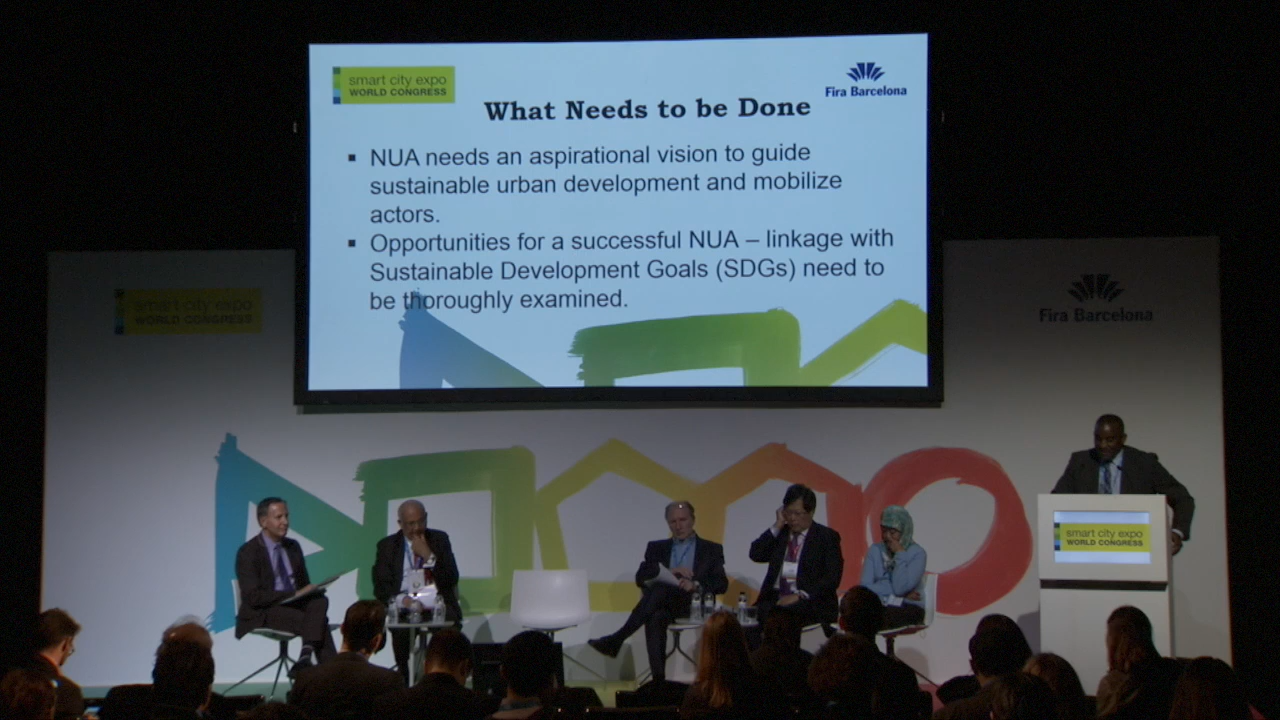 smart city expo
WORLD CONGRESS
Fira Barcelona
What Needs to be Done
▪ NUA needs an aspirational vision to guide
sustainable urban development and mobilize
actors.
▪ Opportunities for a successful NUA – linkage with
Sustainable Development Goals (SDGs) need to
be thoroughly examined.
smart city expo
WORLD CONGRESS
Fira Barcelona
smart city expo
WORLD CONGRESS